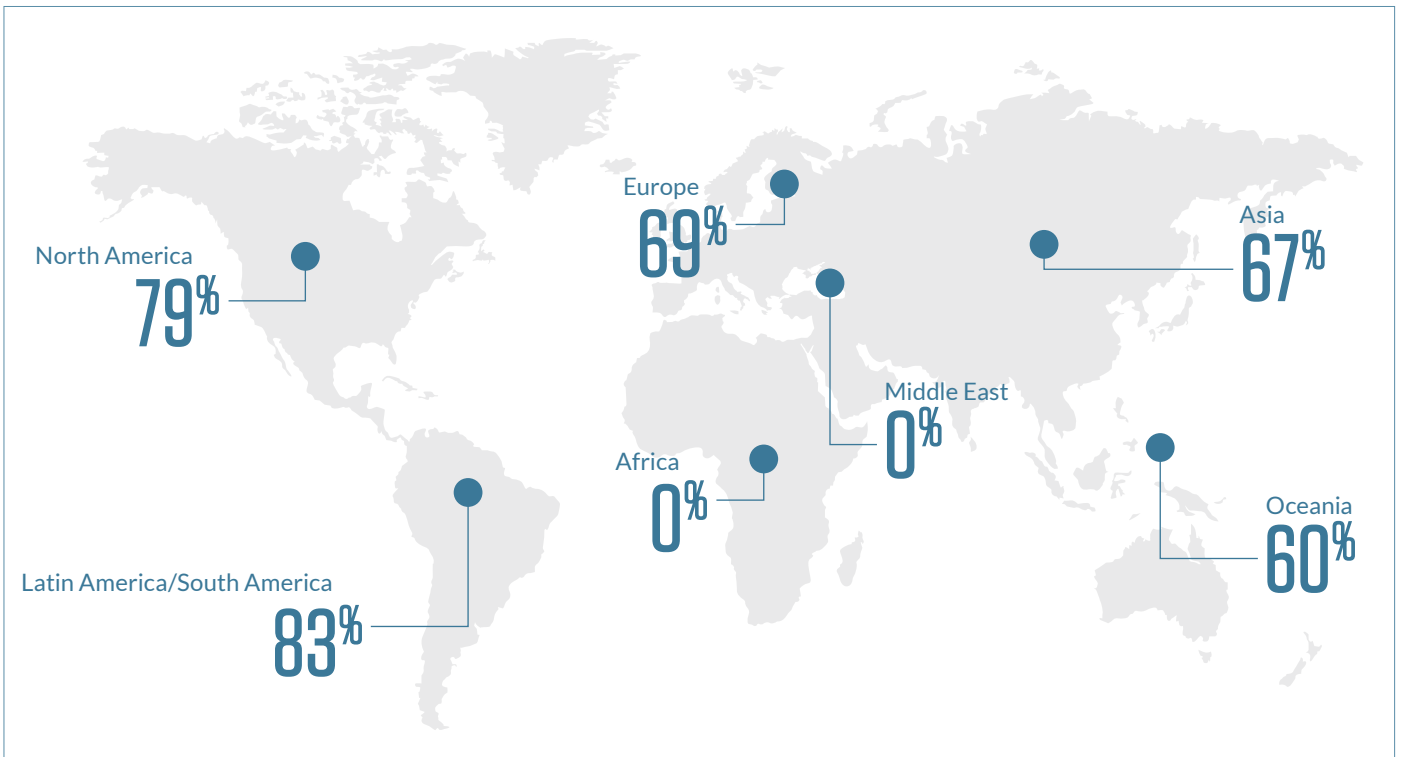 Europe
69%
Asia
67%
North America
79%
Middle East
0%
Africa
0%
Oceania
60%
Latin America/South America
83%